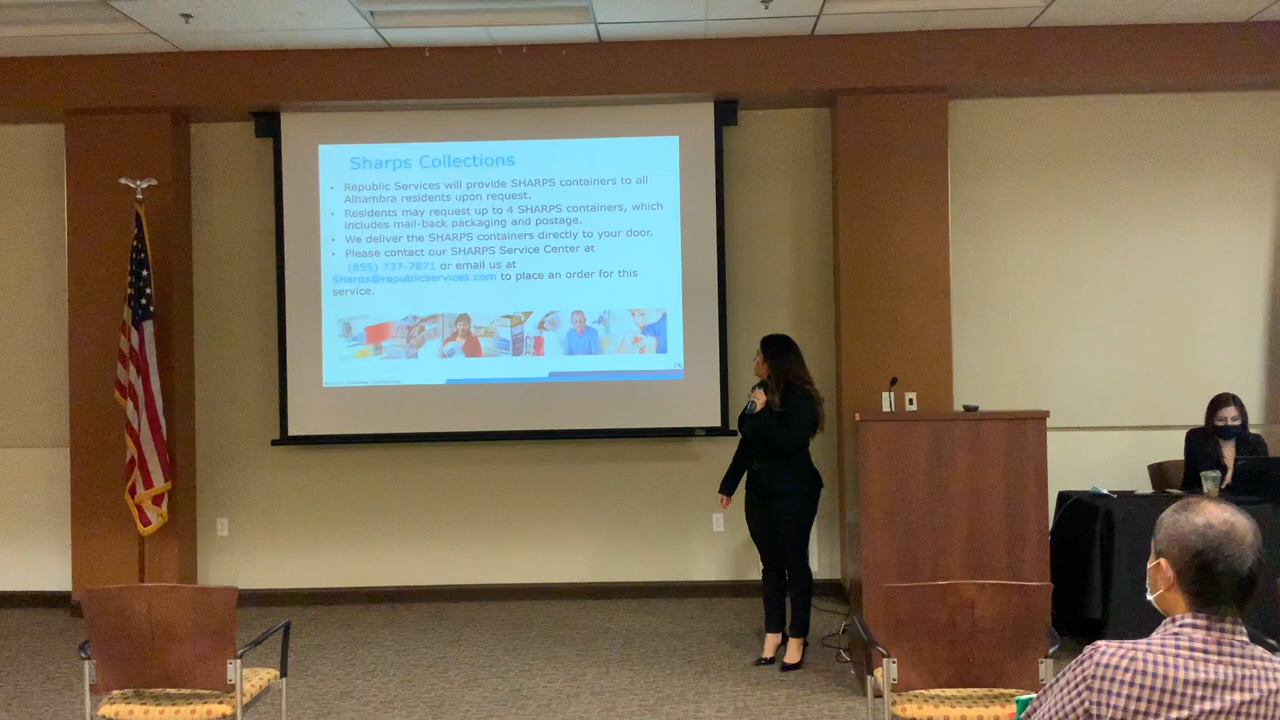 Sharps Collections
• Republic Services will provide SHARPS containers to all
Alhambra residents upon request.
• Residents may request up to 4 SHARPS containers, which
includes mail-back packaging and postage.
• We deliver the SHARPS containers directly to your door.
• Please contact our SHARPS Service Center at
(855) 737-7871 or email us at
Sharps@republicservices.com to place an order for this
service.
16